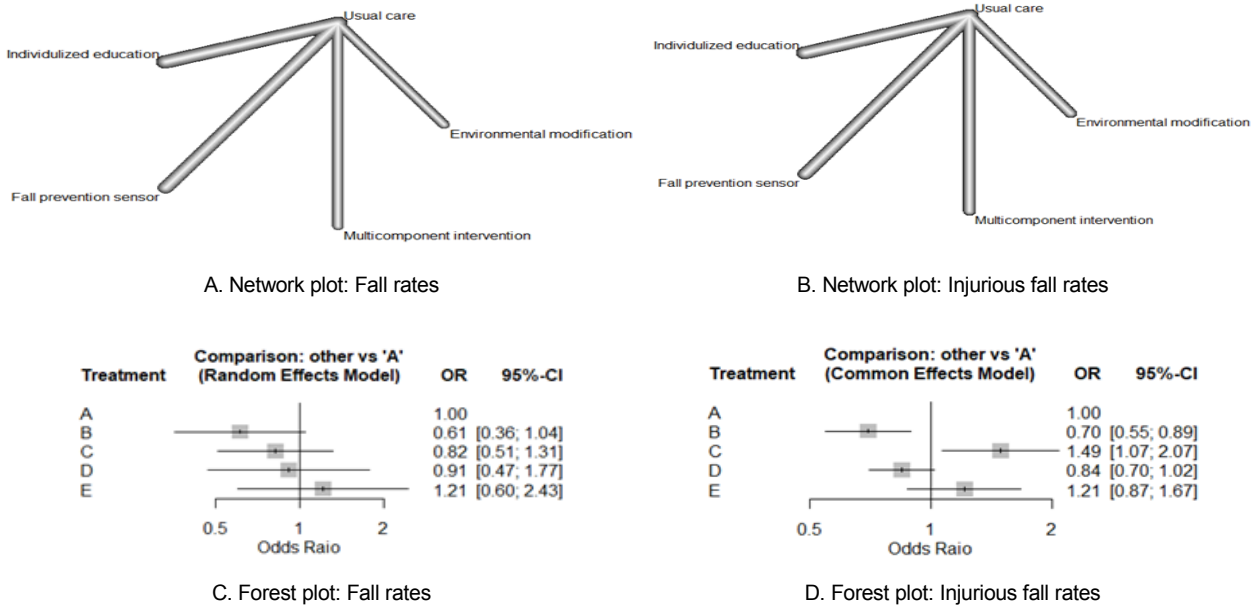 Usual care
Individulized education
Environmental modification
Fall prevention sensor
Multicomponent intervention
A. Network plot: Fall rates
Usual care
Individulized education
Environmental modification
Fall prevention sensor
Multicomponent intervention
B. Network plot: Injurious fall rates
Comparison: other vs 'A'
Treatment (Random Effects Model) OR 95%-CI
A 1.00
B 0.61 [0.36; 1.04]
C 0.82 [0.51; 1.31]
D 0.91 [0.47; 1.77]
E 1.21 [0.60; 2.43]
0.5 1 2
Odds Raio
C. Forest plot: Fall rates
Comparison: other vs 'A'
Treatment (Common Effects Model) OR 95%-CI
A 1.00
B 0.70 [0.55; 0.89]
C 1.49 [1.07; 2.07]
D 0.84 [0.70; 1.02]
E 1.21 [0.87; 1.67]
0.5 1 2
Odds Raio
D. Forest plot: Injurious fall rates